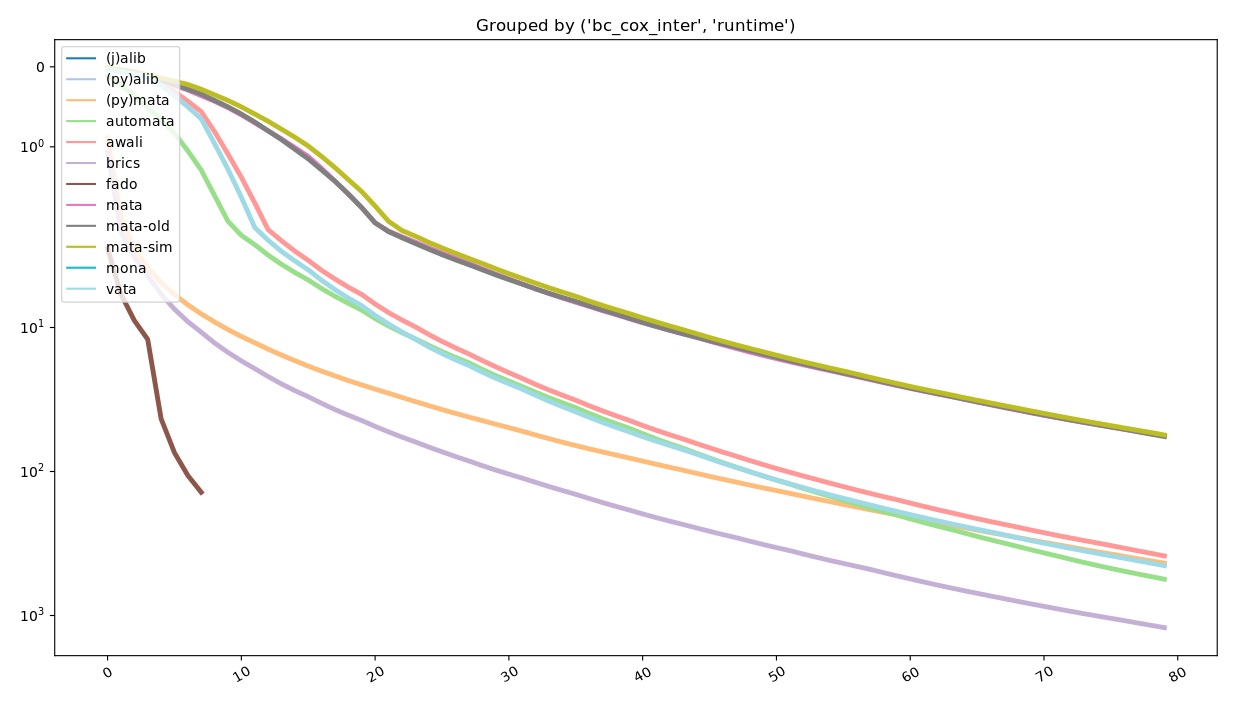 Grouped by ('bc_cox_inter', 'runtime')
(j)alib
(py)alib
(py)mata
automata
awali
brics
fado
mata
mata-old
mata-sim
mona
vata
0
10⁰
10¹
10²
10³
0 10 20 30 40 50 60 70 80